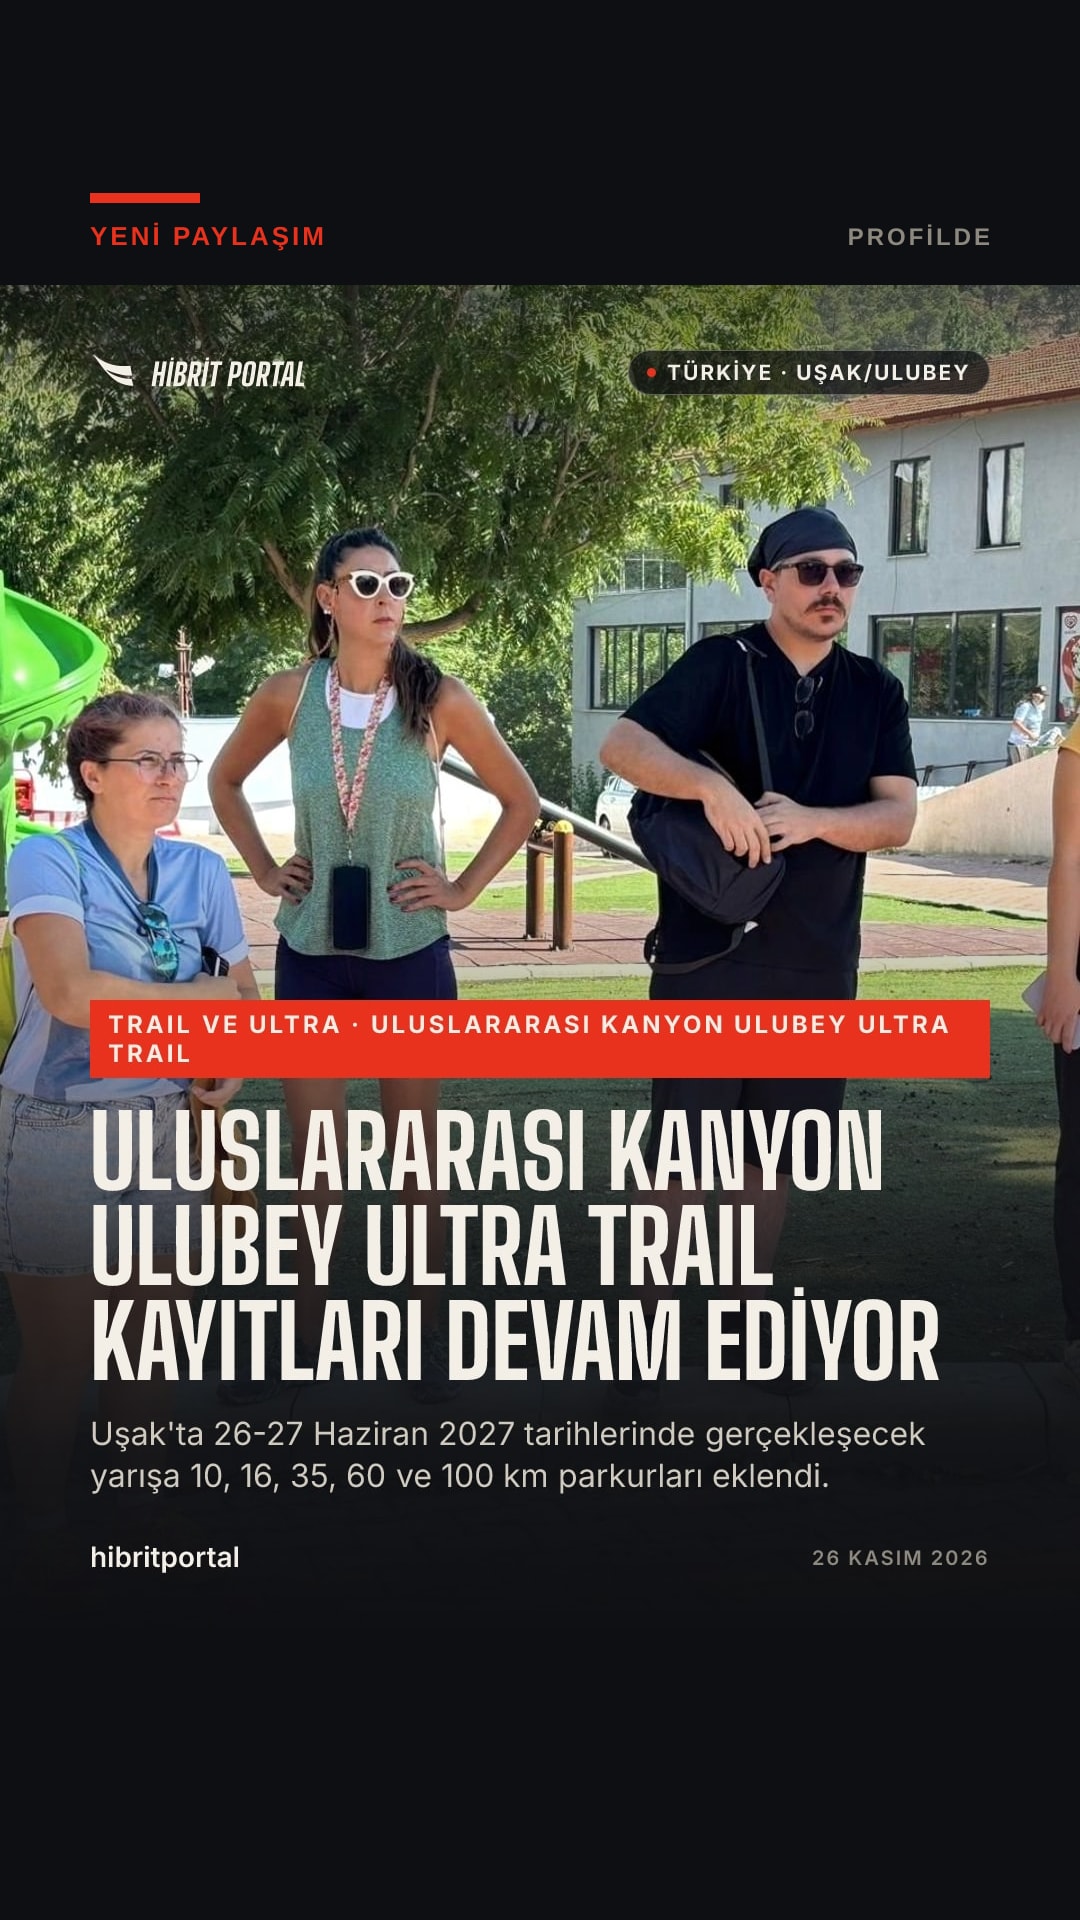 YENİ PAYLAŞIM
PROFİLDE
HİBRİT PORTAL
TÜRKİYE · UŞAK/ULUBEY
TRAIL VE ULTRA · ULUSLARARASI KANYON ULUBEY ULTRA
TRAIL
ULUSLARARASI KANYON
ULUBEY ULTRA TRAIL
KAYITLARI DEVAM EDİYOR
Uşak'ta 26-27 Haziran 2027 tarihlerinde gerçekleşecek
yarışa 10, 16, 35, 60 ve 100 km parkurları eklendi.
hibritportal
26 KASIM 2026